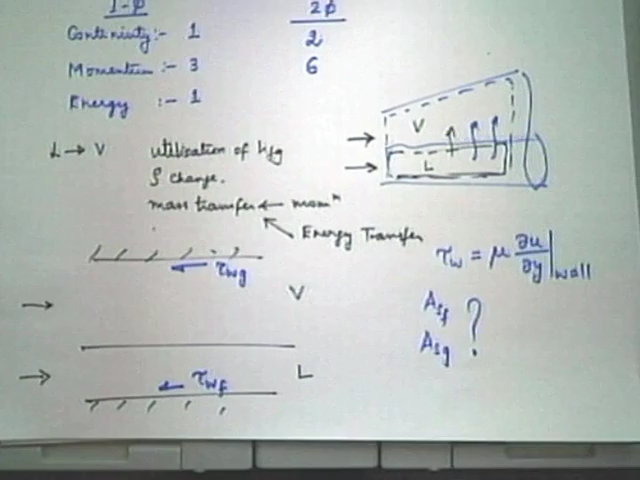 1-φ 2φ
Continuity:- 1 2
Momentum :- 3 6
Energy :- 1
L → V utilisation of hfg
ρ change.
mass transfer ← momⁿ
Energy Transfer
V
L
τwg
V
L
τwf
τw = μ ∂u/∂y |wall
Asf
Asg ?